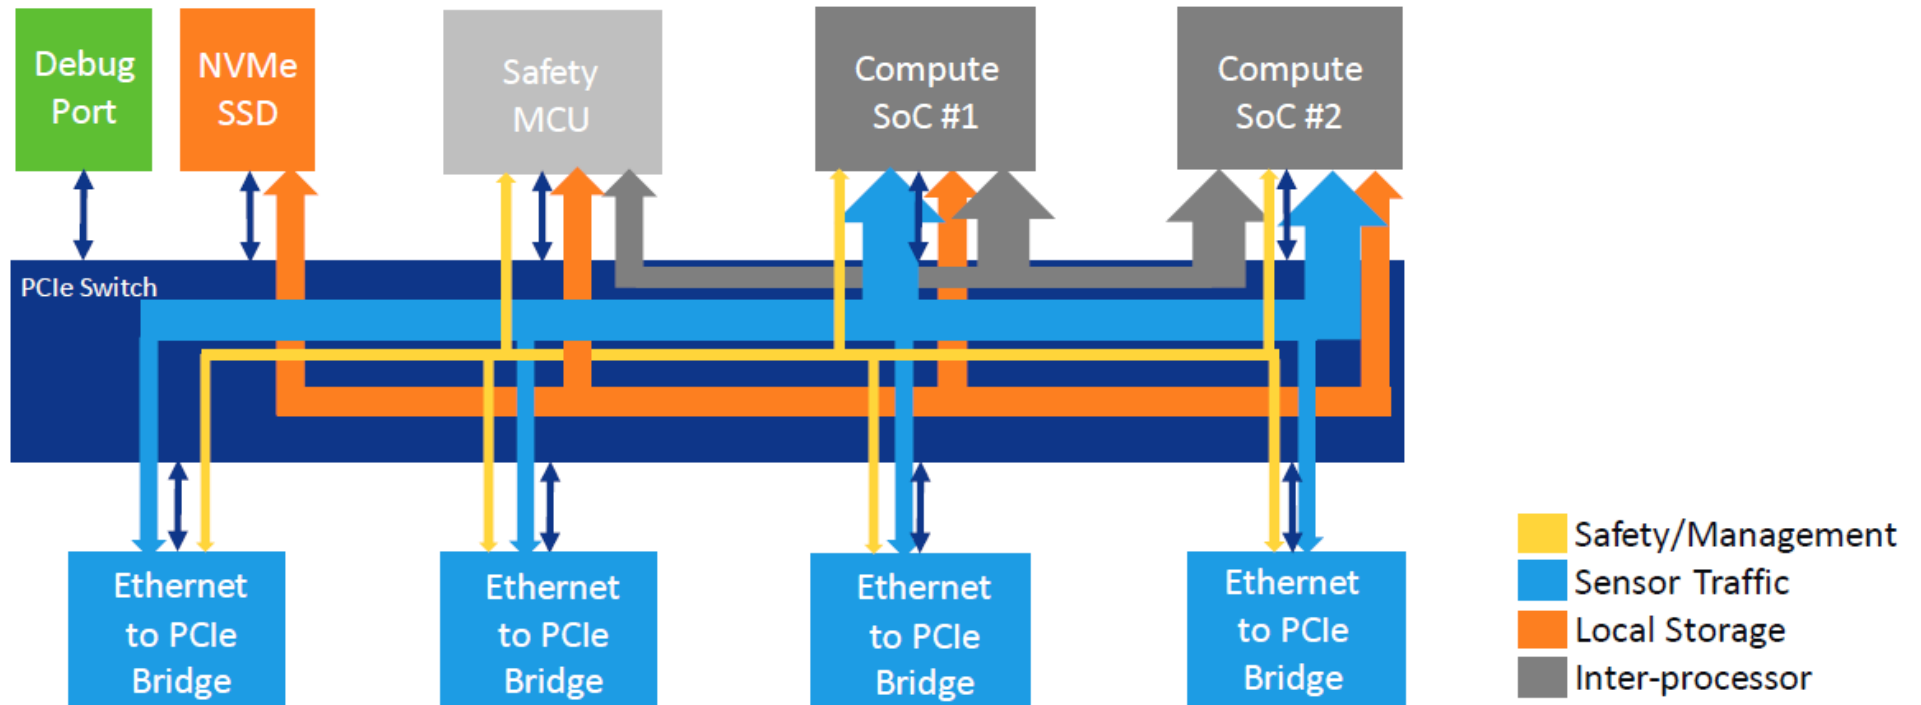 Debug
Port
NVMe
SSD
Safety
MCU
Compute
SoC #1
Compute
SoC #2
PCIe Switch
Ethernet
to PCIe
Bridge
Ethernet
to PCIe
Bridge
Ethernet
to PCIe
Bridge
Ethernet
to PCIe
Bridge
Safety/Management
Sensor Traffic
Local Storage
Inter-processor